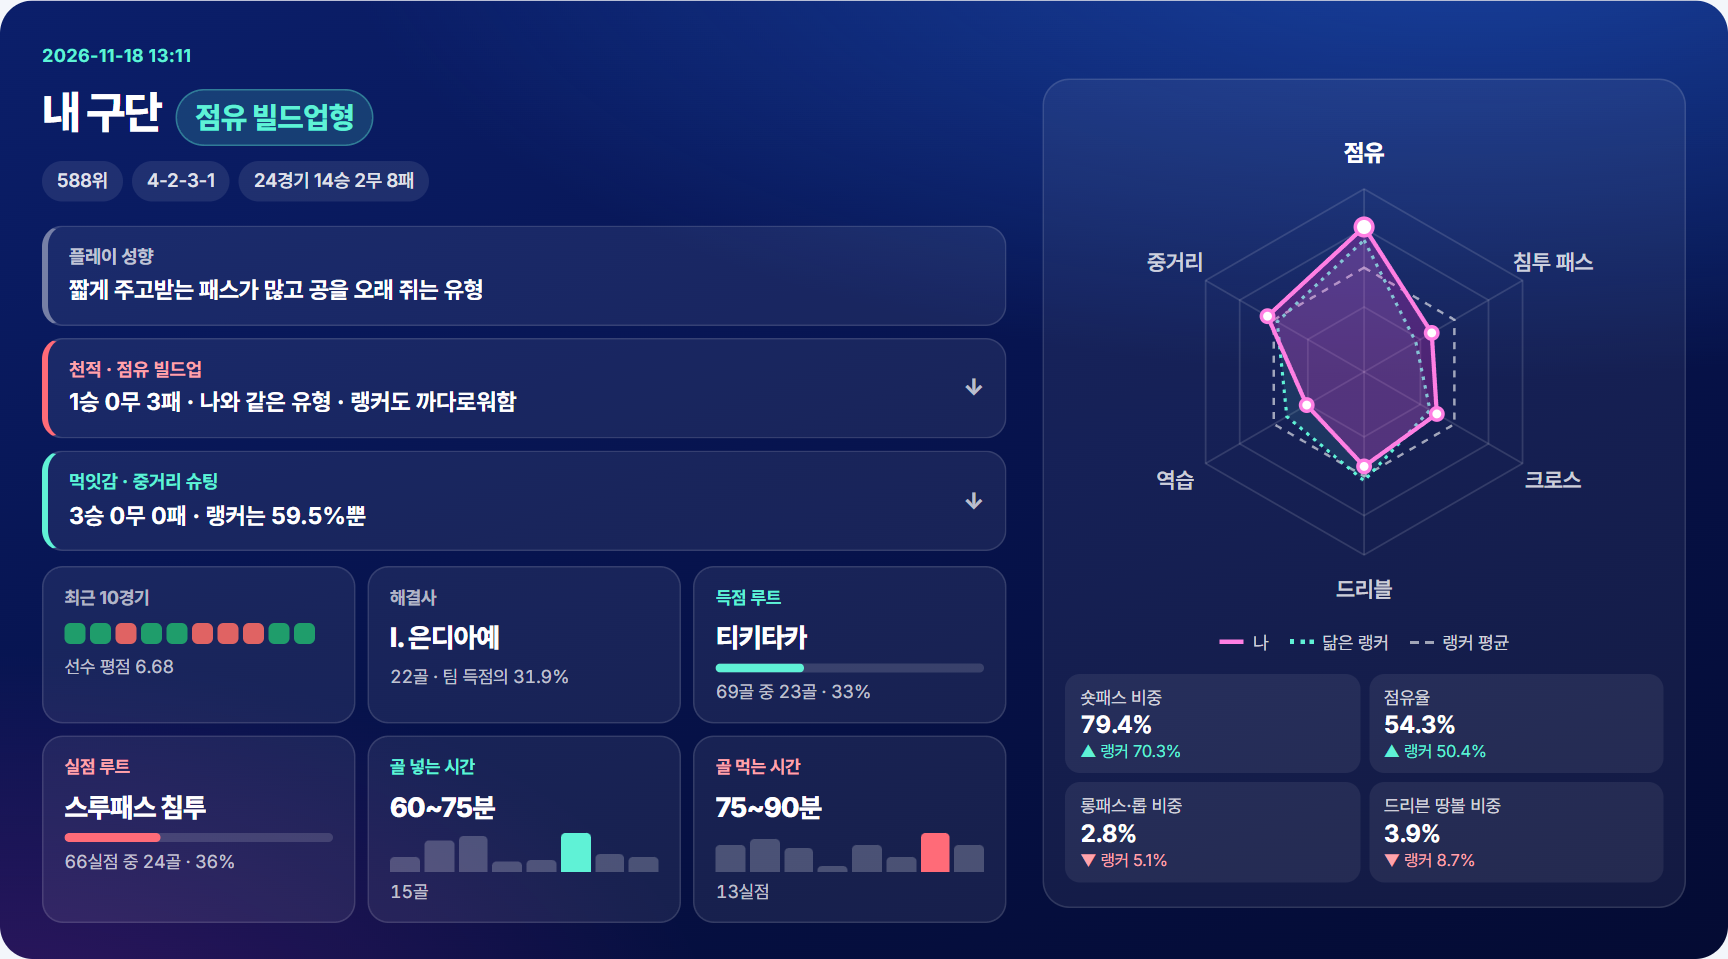 2026-11-18 13:11
내 구단 점유 빌드업형
588위 4-2-3-1 24경기 14승 2무 8패
플레이 성향
짧게 주고받는 패스가 많고 공을 오래 쥐는 유형
천적 · 점유 빌드업
1승 0무 3패 · 나와 같은 유형 · 랭커도 까다로워함
↓
먹잇감 · 중거리 슈팅
3승 0무 0패 · 랭커는 59.5%뿐
↓
최근 10경기
선수 평점 6.68
해결사
I. 은디아예
22골 · 팀 득점의 31.9%
득점 루트
티키타카
69골 중 23골 · 33%
실점 루트
스루패스 침투
66실점 중 24골 · 36%
골 넣는 시간
60~75분
15골
골 먹는 시간
75~90분
13실점
점유
중거리
침투 패스
역습
크로스
드리블
나 닮은 랭커 랭커 평균
숏패스 비중
79.4%
▲ 랭커 70.3%
점유율
54.3%
▲ 랭커 50.4%
롱패스·롭 비중
2.8%
▼ 랭커 5.1%
드리븐 땅볼 비중
3.9%
▼ 랭커 8.7%